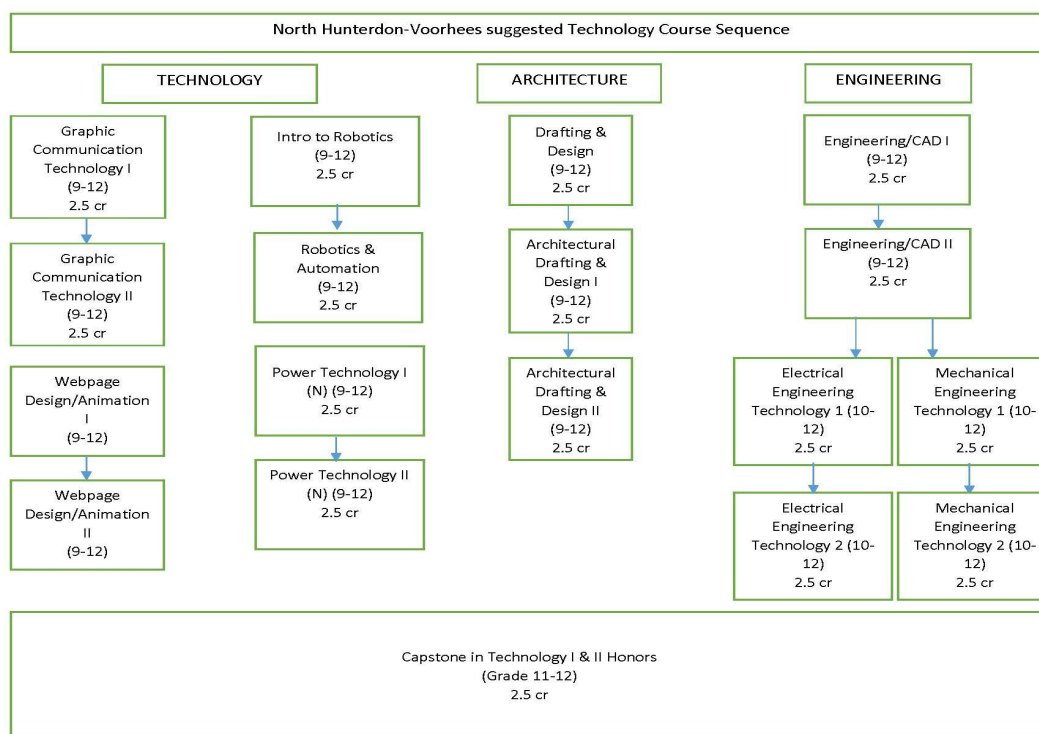 North Hunterdon-Voorhees suggested Technology Course Sequence
TECHNOLOGY
ARCHITECTURE
ENGINEERING
Graphic
Communication
Technology I
(9-12)
2.5 cr
Graphic
Communication
Technology II
(9-12)
2.5 cr
Webpage
Design/Animation
I
(9-12)
Webpage
Design/Animation
II
(9-12)
Intro to Robotics
(9-12)
2.5 cr
Robotics &
Automation
(9-12)
2.5 cr
Power Technology I
(N) (9-12)
2.5 cr
Power Technology II
(N) (9-12)
2.5 cr
Drafting &
Design
(9-12)
2.5 cr
Architectural
Drafting &
Design I
(9-12)
2.5 cr
Architectural
Drafting &
Design II
(9-12)
2.5 cr
Engineering/CAD I
(9-12)
2.5 cr
Engineering/CAD II
(9-12)
2.5 cr
Electrical
Engineering
Technology 1 (10-
12)
2.5 cr
Electrical
Engineering
Technology 2 (10-
12)
2.5 cr
Mechanical
Engineering
Technology 1 (10-
12)
2.5 cr
Mechanical
Engineering
Technology 2 (10-
12)
2.5 cr
Capstone in Technology I & II Honors
(Grade 11-12)
2.5 cr